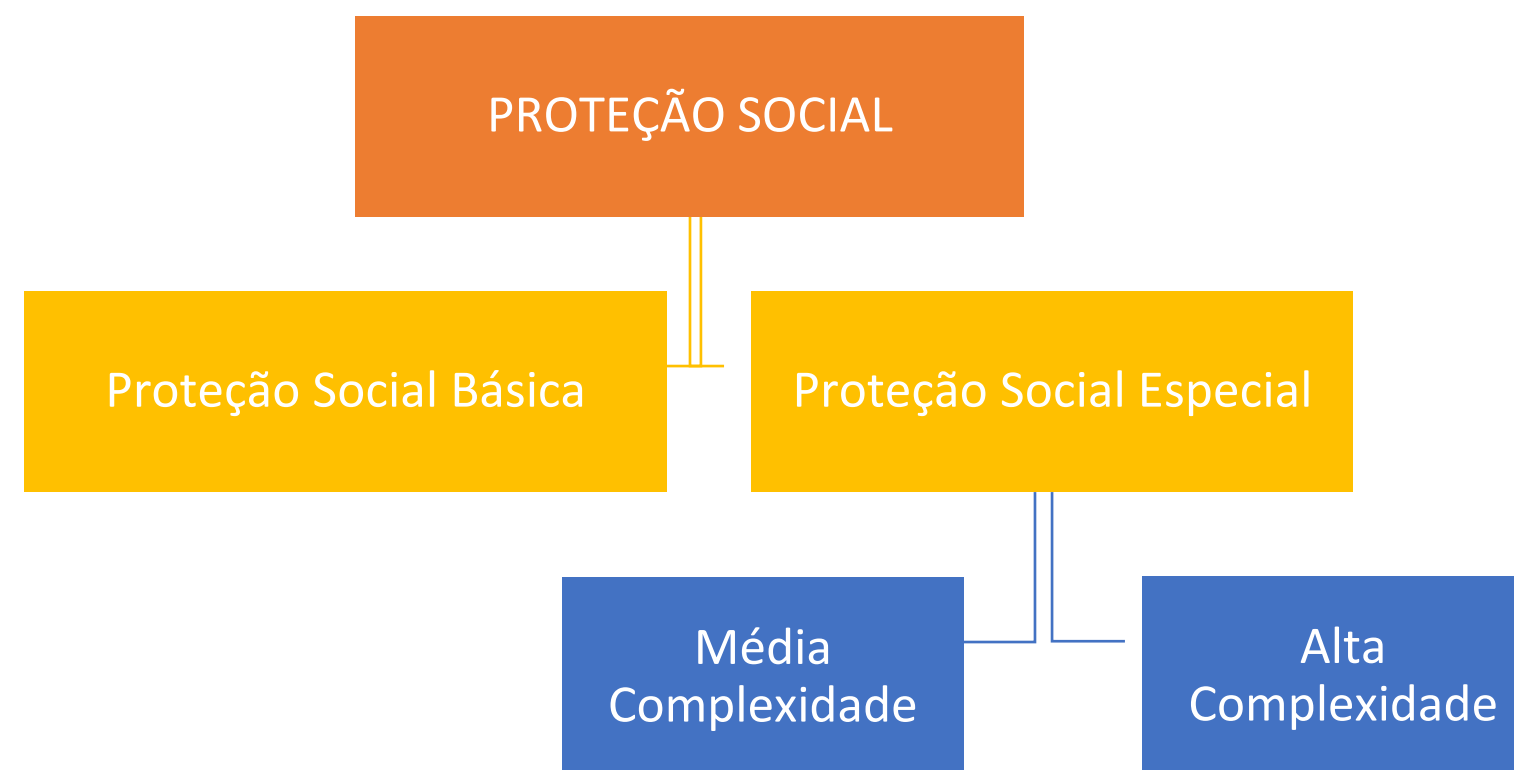 PROTEÇÃO SOCIAL
Proteção Social Básica
Proteção Social Especial
Média
Complexidade
Alta
Complexidade